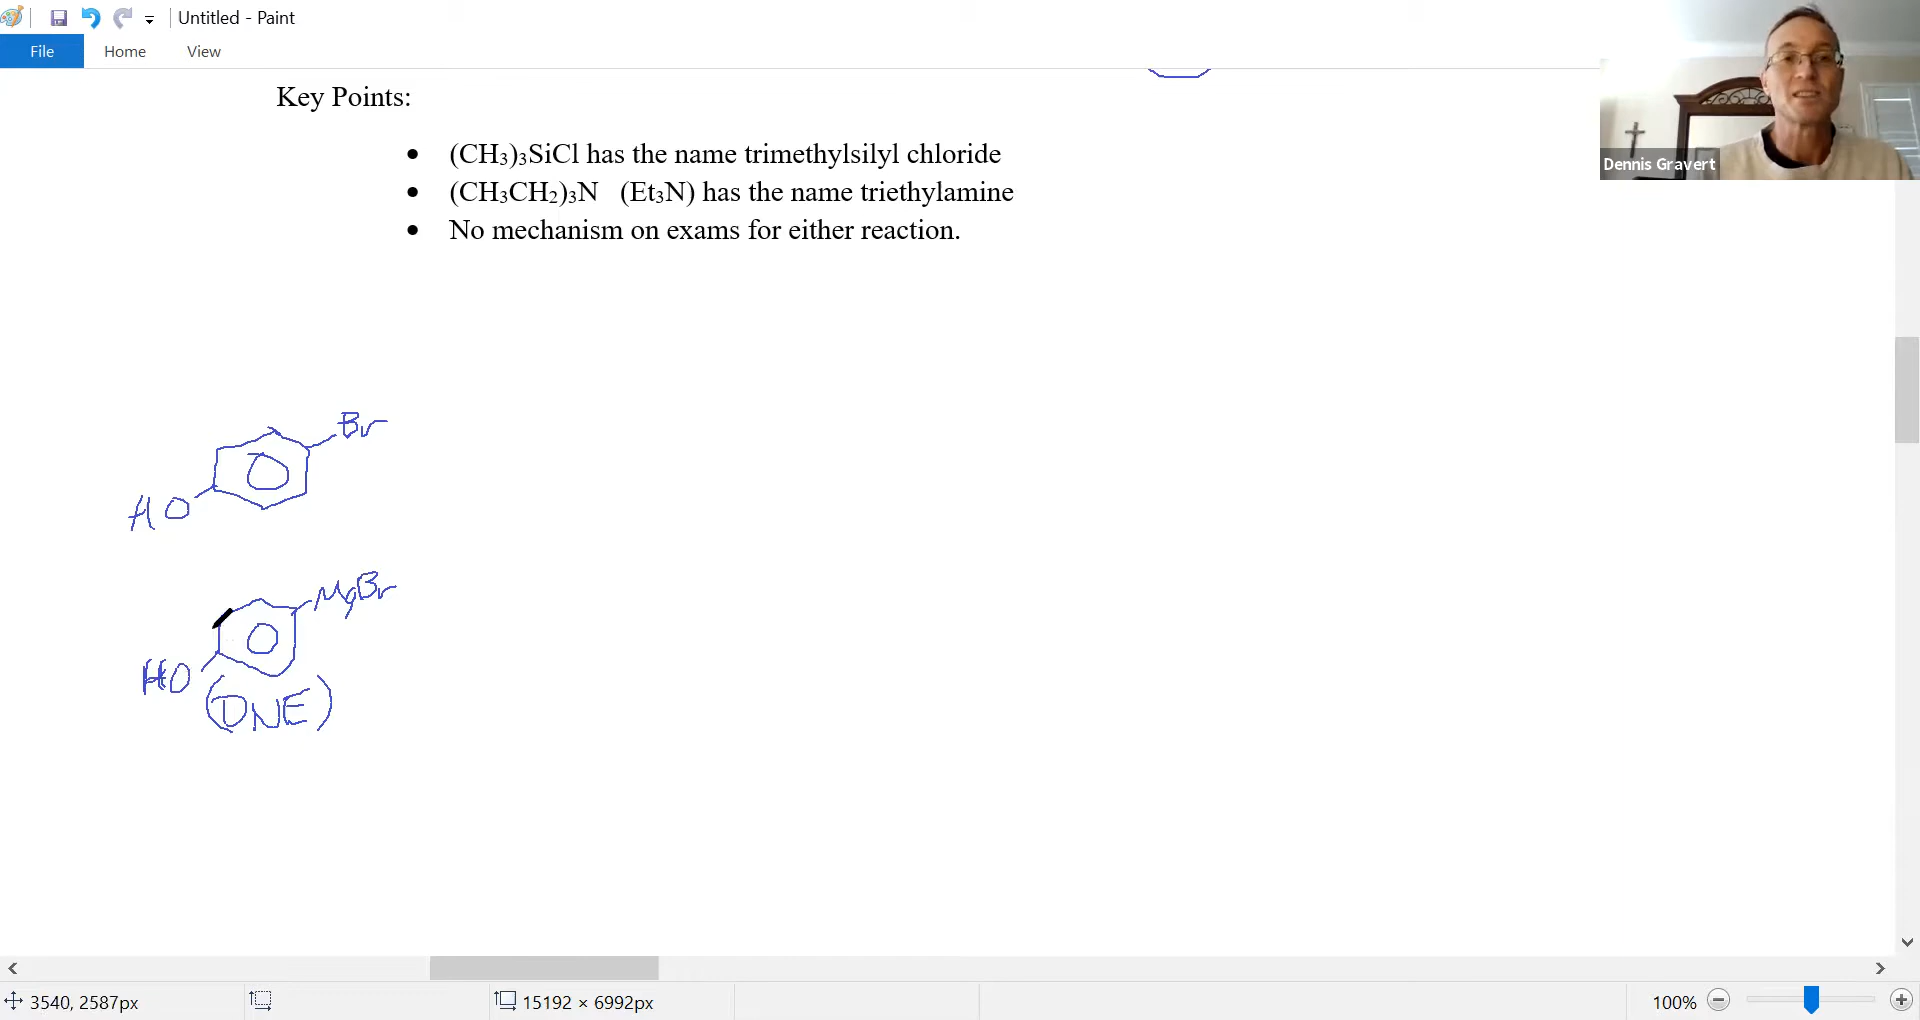 Untitled - Paint
File Home View
Key Points:
• (CH₃)₃SiCl has the name trimethylsilyl chloride
• (CH₃CH₂)₃N (Et₃N) has the name triethylamine
• No mechanism on exams for either reaction.
Dennis Gravert
Br
HO
MgBr
HO
(DNE)
3540, 2587px 15192 × 6992px 100%